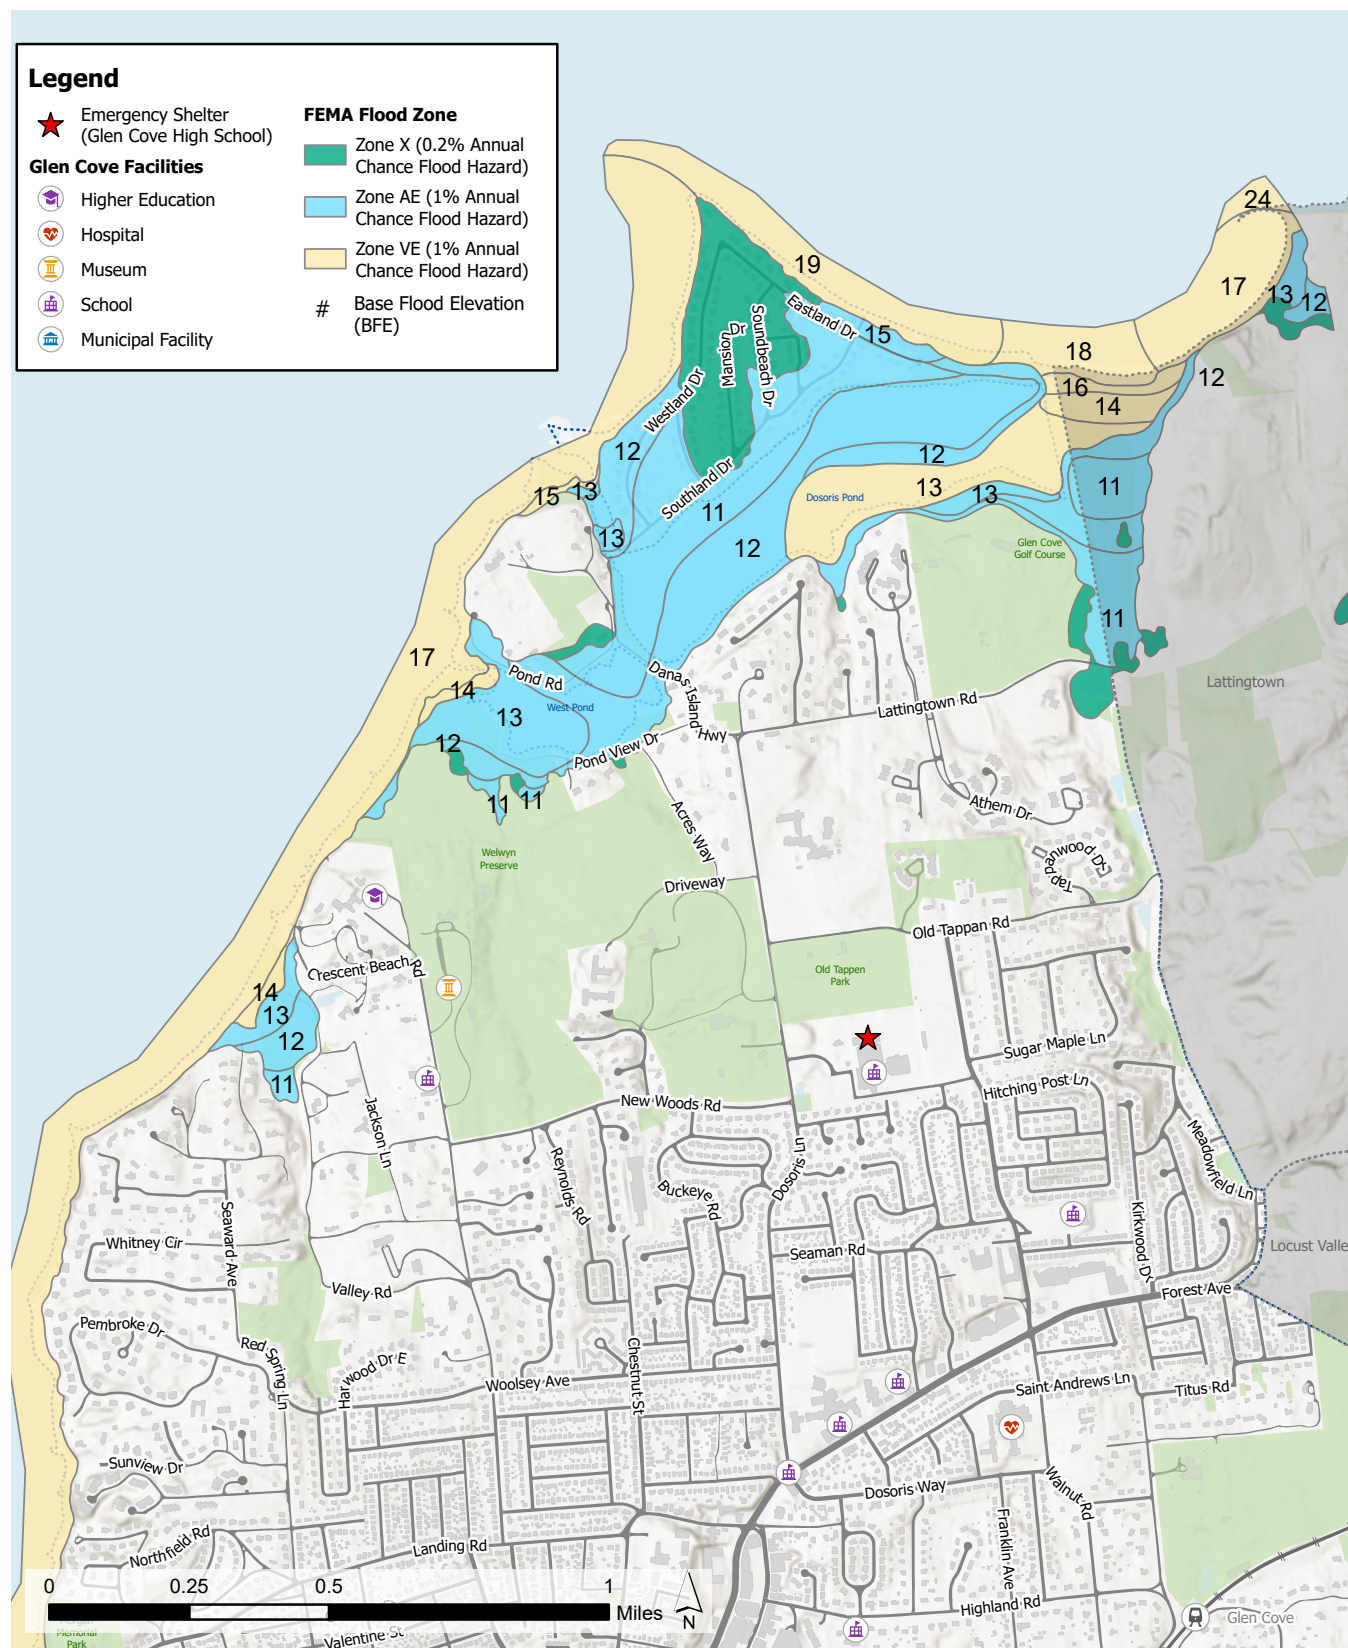 Legend
Emergency Shelter
(Glen Cove High School)
Glen Cove Facilities
Higher Education
Hospital
Museum
School
Municipal Facility
FEMA Flood Zone
Zone X (0.2% Annual
Chance Flood Hazard)
Zone AE (1% Annual
Chance Flood Hazard)
Zone VE (1% Annual
Chance Flood Hazard)
# Base Flood Elevation
(BFE)
24
19
17
13
12
Eastland Dr
15
Soundbeach Dr
Mansion Dr
18
16
14
12
Westland Dr
12
Southland Dr
12
11
15
13
13
11
13
13
Dosoris Pond
12
Glen Cove
Golf Course
11
17
14
Pond Rd
West Pond
13
Danas Island Hwy
Lattingtown
Lattingtown Rd
12
Pond View Dr
11
11
Acres Way
Athem Dr
Welwyn
Preserve
Tappanwood Dr
Driveway
Old Tappan Rd
Crescent Beach Rd
Old Tappen
Park
14
13
12
11
Sugar Maple Ln
Hitching Post Ln
New Woods Rd
Jackson Ln
Reynolds Rd
Dosoris Ln
Meadowfield Ln
Buckeye Rd
Seaward Ave
Whitney Cir
Seaman Rd
Kirkwood Dr
Locust Valle
Valley Rd
Forest Ave
Pembroke Dr
Red Spring Ln
Harwood Dr E
Chestnut St
Woolsey Ave
Saint Andrews Ln
Titus Rd
Sunview Dr
Dosoris Way
Walnut Rd
Northfield Rd
Landing Rd
Franklin Ave
Highland Rd
Glen Cove
0 0.25 0.5 1
Miles
N
Morgan
Memorial
Park
Valentine St